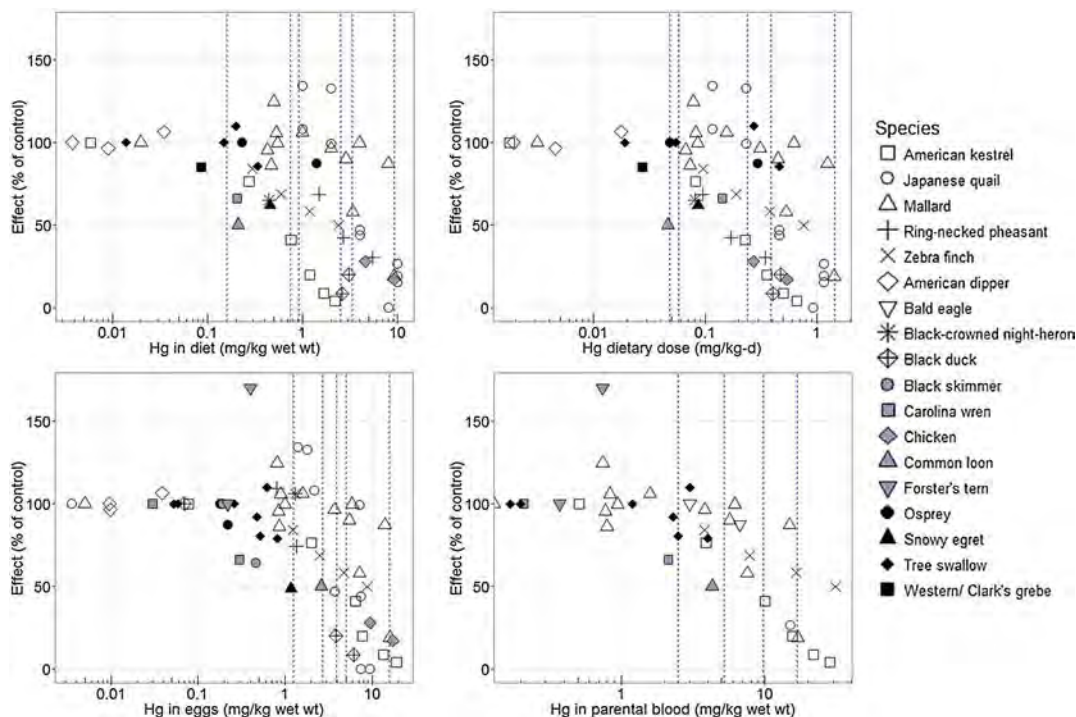 150
100
50
0
Effect (% of control)
0.01 0.1 1 10
Hg in diet (mg/kg wet wt)
150
100
50
0
Effect (% of control)
0.01 0.1 1
Hg dietary dose (mg/kg-d)
150
100
50
0
Effect (% of control)
0.01 0.1 1 10
Hg in eggs (mg/kg wet wt)
150
100
50
0
Effect (% of control)
1 10
Hg in parental blood (mg/kg wet wt)
Species
American kestrel
Japanese quail
Mallard
Ring-necked pheasant
Zebra finch
American dipper
Bald eagle
Black-crowned night-heron
Black duck
Black skimmer
Carolina wren
Chicken
Common loon
Forster's tern
Osprey
Snowy egret
Tree swallow
Western/ Clark's grebe